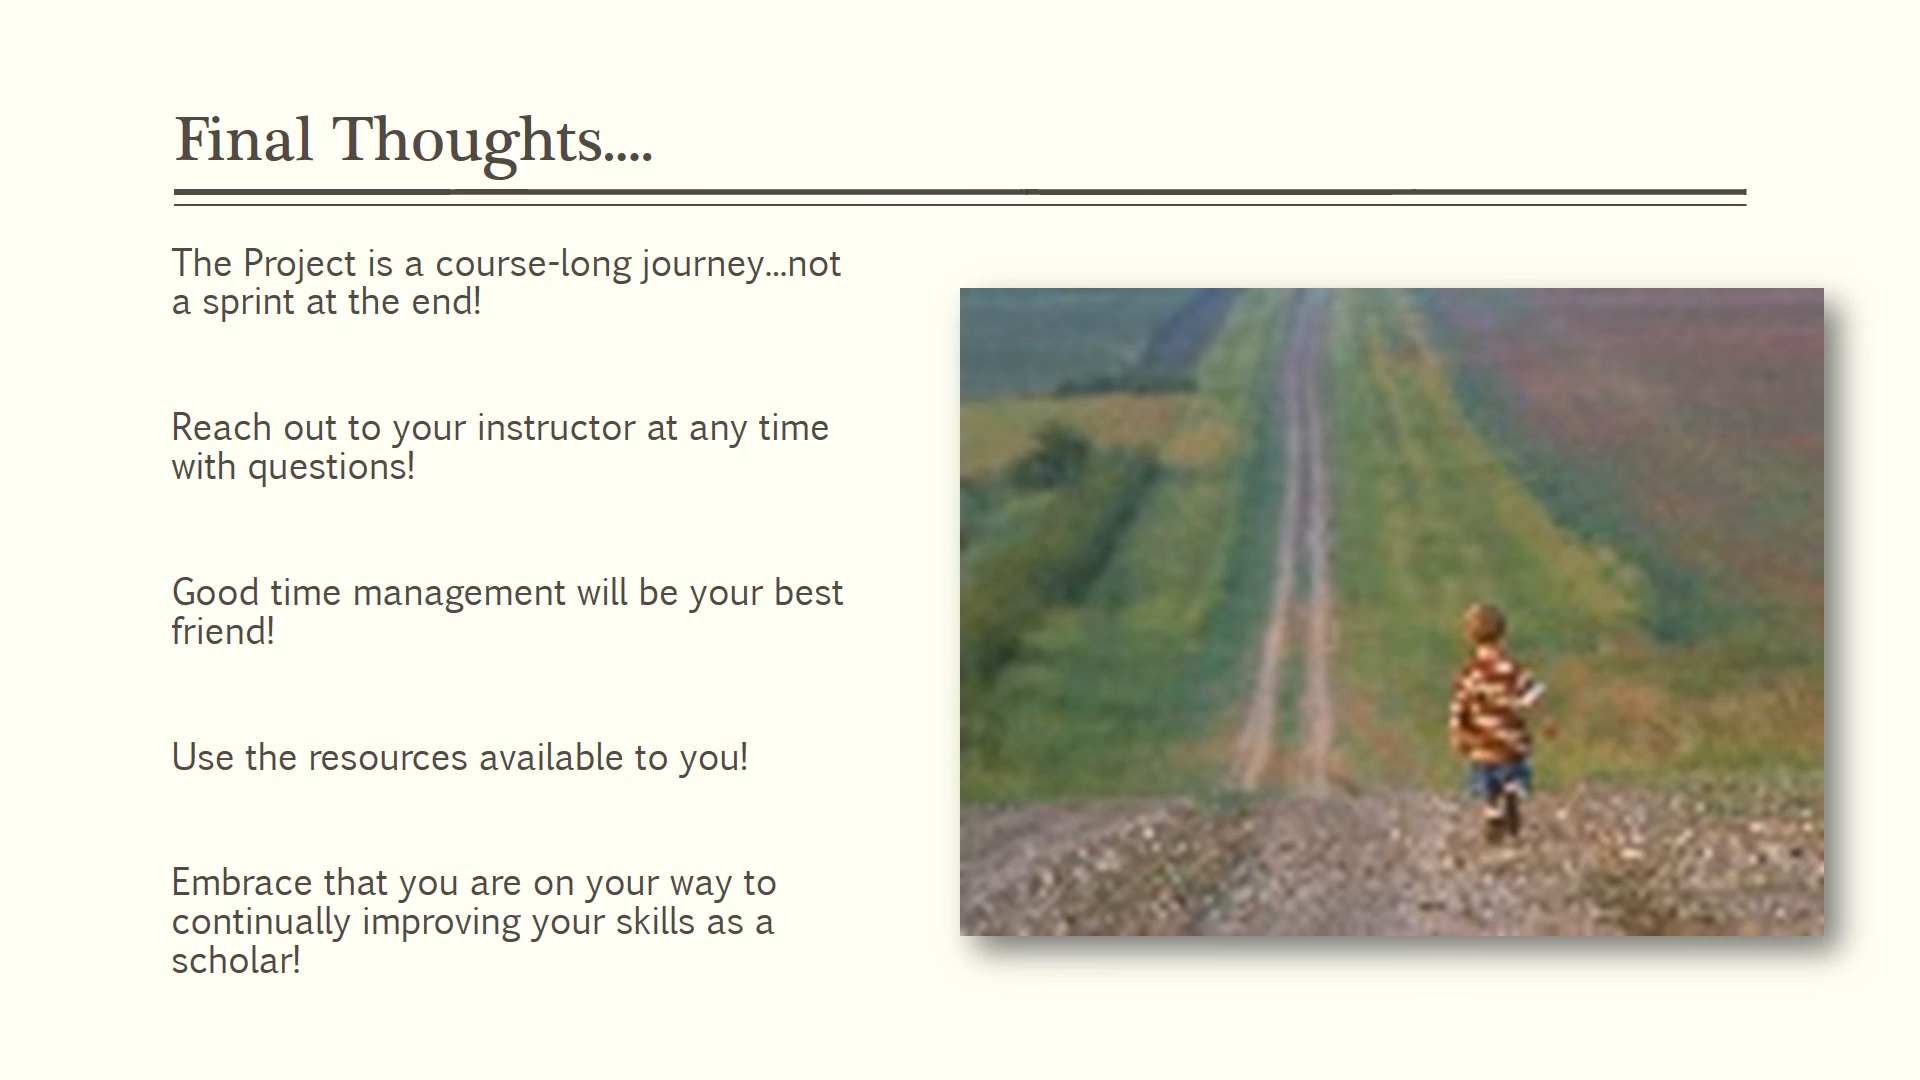 Final Thoughts....
The Project is a course-long journey...not
a sprint at the end!
Reach out to your instructor at any time
with questions!
Good time management will be your best
friend!
Use the resources available to you!
Embrace that you are on your way to
continually improving your skills as a
scholar!